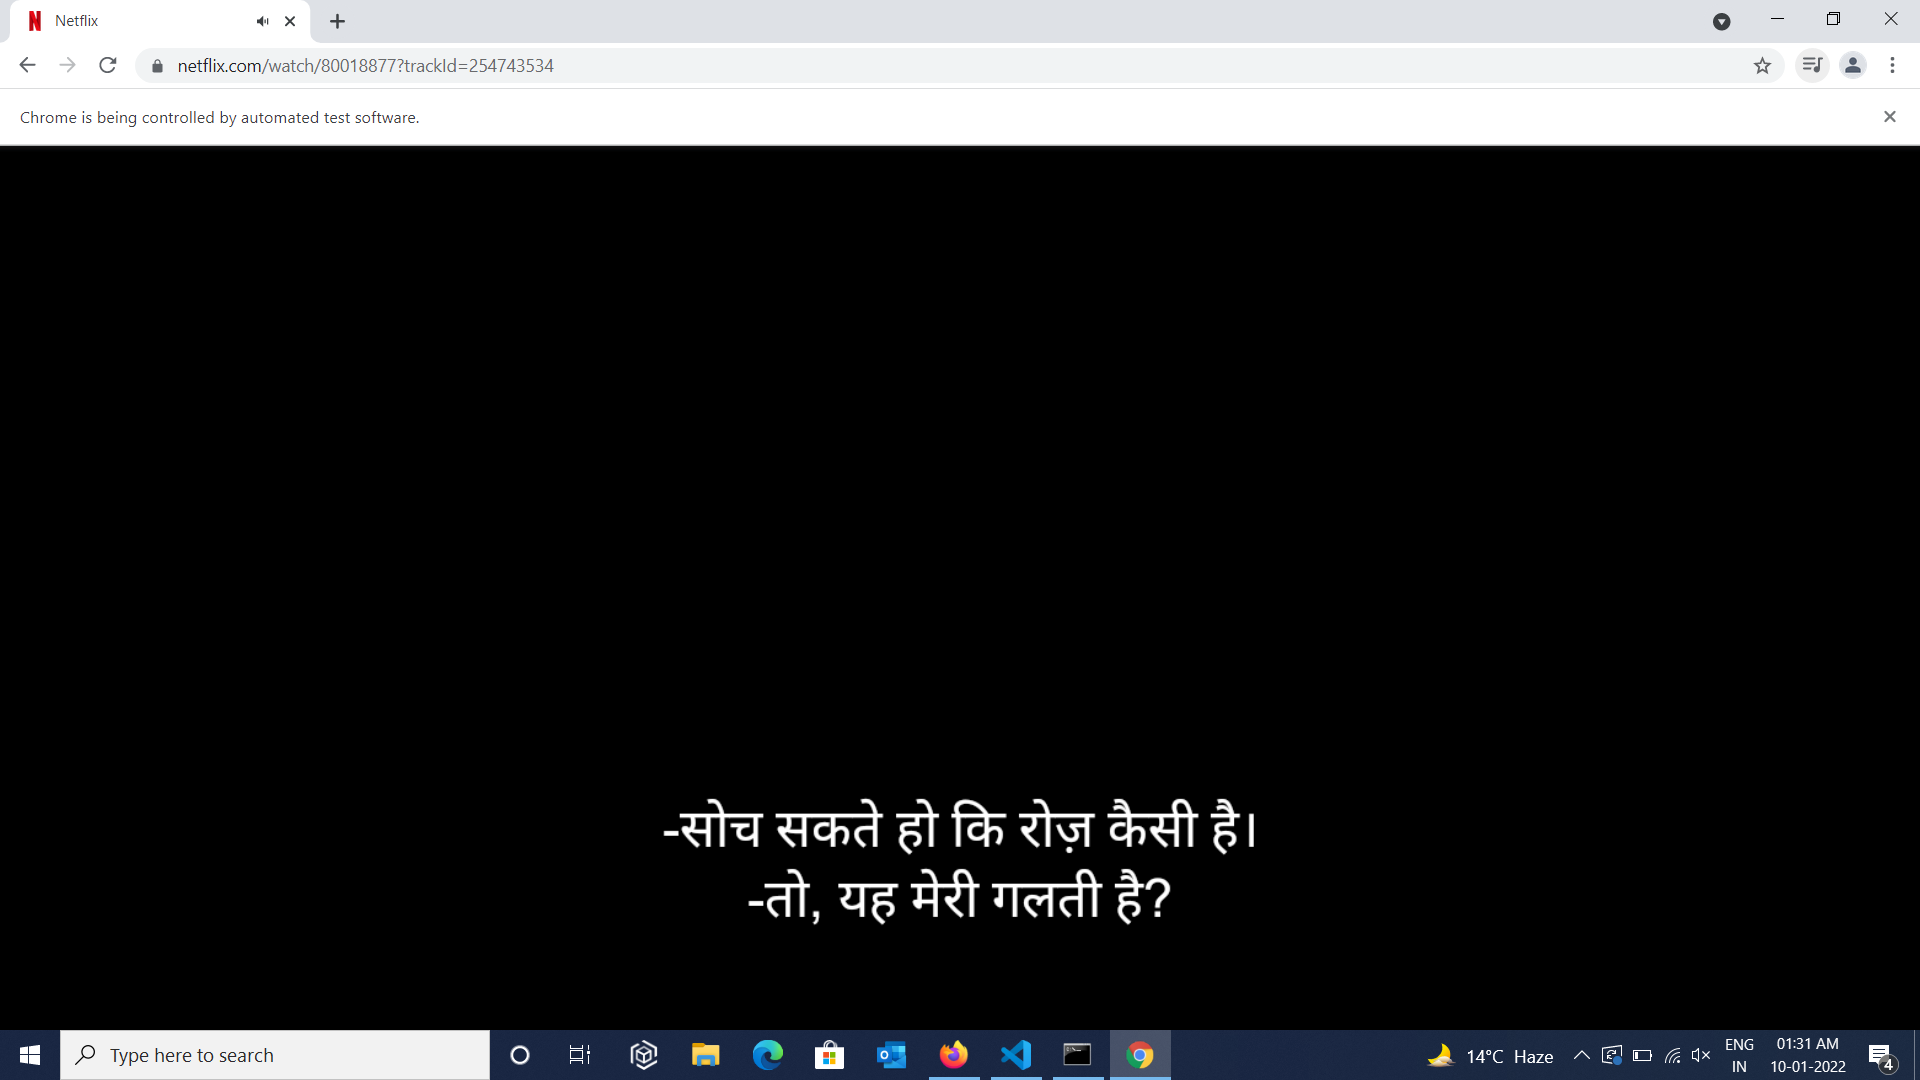 Netflix
netflix.com/watch/80018877?trackId=254743534
Chrome is being controlled by automated test software.
-सोच सकते हो कि रोज़ कैसी है।
-तो, यह मेरी गलती है?
Type here to search
14°C Haze
ENG
IN
01:31 AM
10-01-2022
4